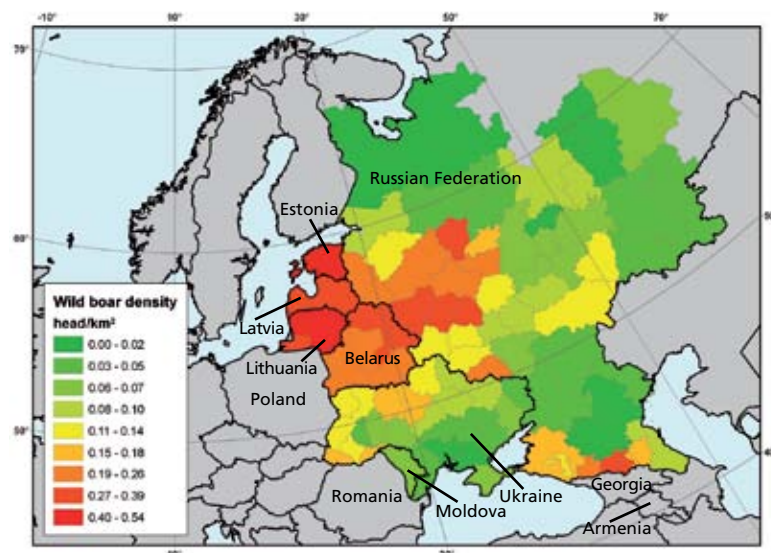 -10°
10°
30°
50°
70°
70°
60°
50°
Russian Federation
Estonia
Wild boar density
head/km²
0.00 - 0.02
0.03 - 0.05
0.06 - 0.07
0.08 - 0.10
0.11 - 0.14
0.15 - 0.18
0.19 - 0.26
0.27 - 0.39
0.40 - 0.54
Latvia
Lithuania
Belarus
Poland
Romania
Moldova
Ukraine
Georgia
Armenia